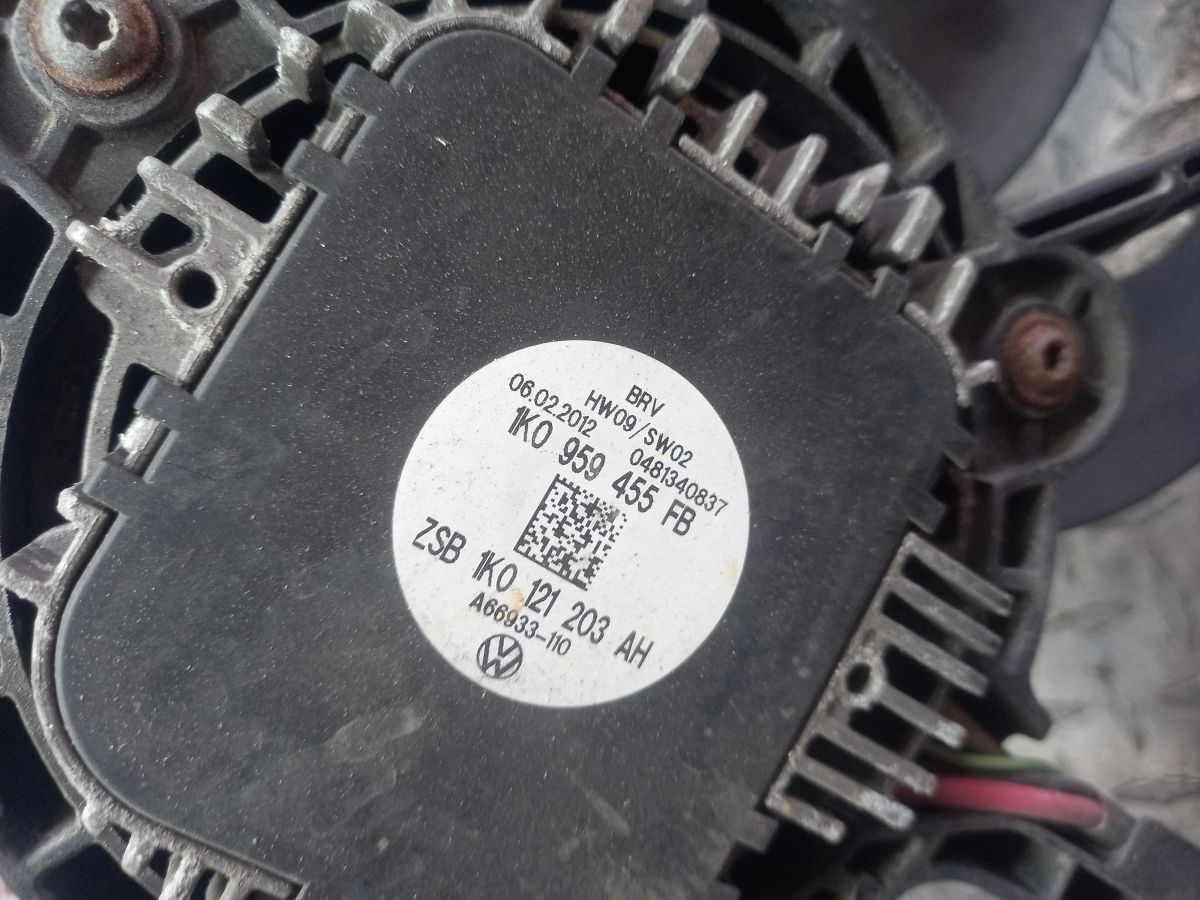 BRV
HW09/SW02
06.02.2012 0481340837
1K0 959 455 FB
ZSB 1K0 121 203 AH
A66933-110
VW